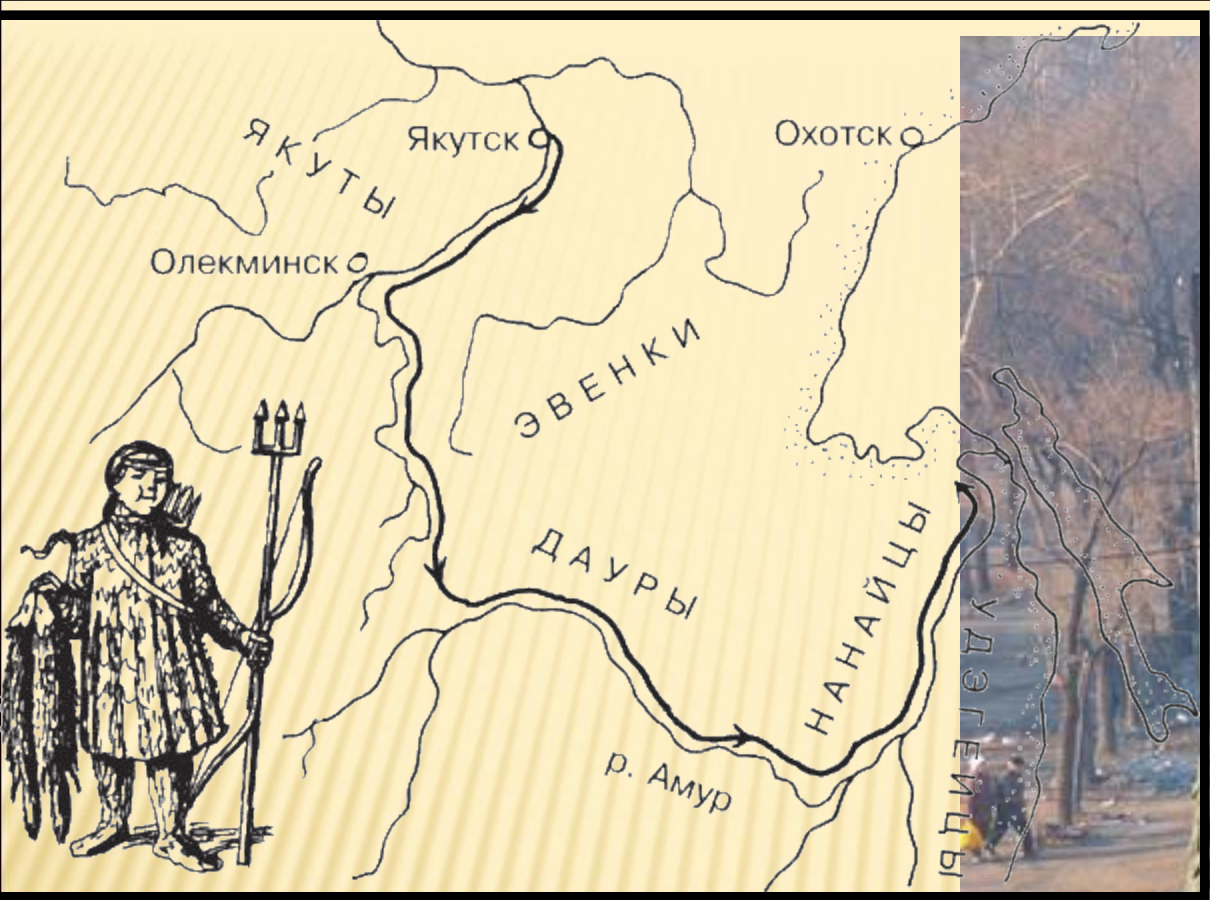 Якутск
Охотск
ЯКУТЫ
Олекминск
ЭВЕНКИ
ДАУРЫ
НАНАЙЦЫ
УДЭГЕЙЦЫ
р. Амур